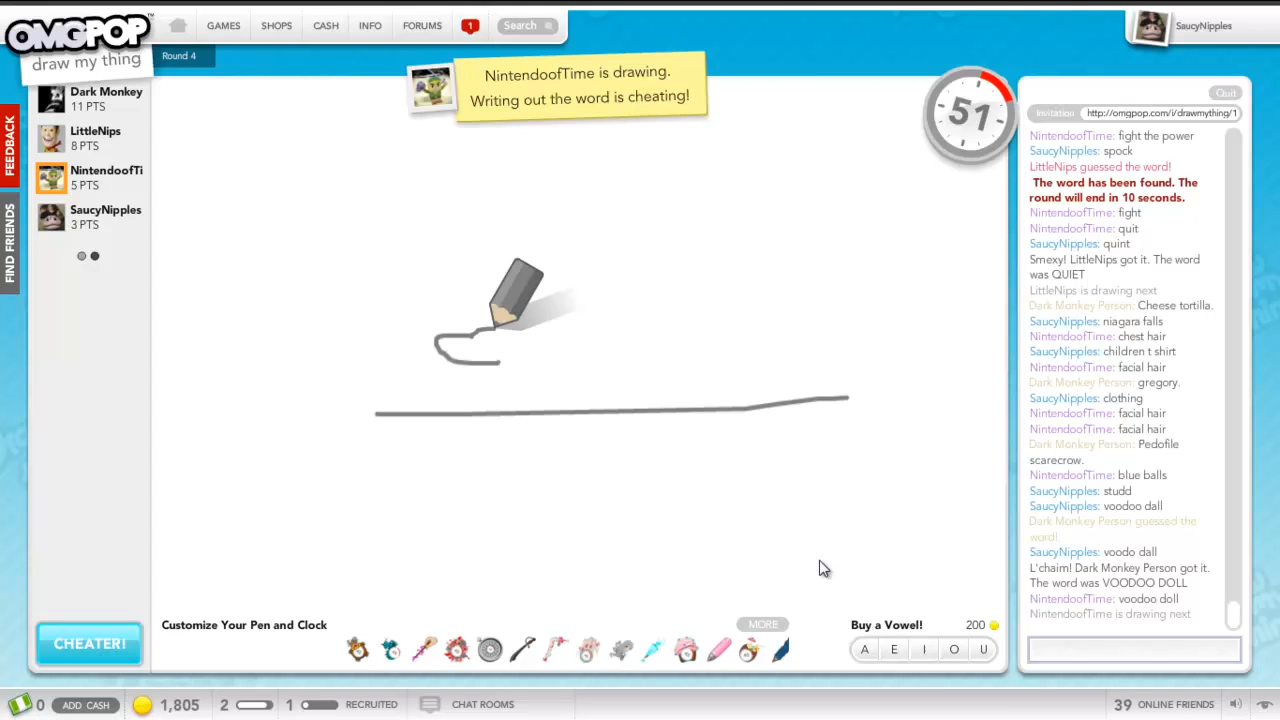 OMGPOP
draw my thing
GAMES
SHOPS
CASH
INFO
FORUMS
1
Search
SaucyNipples
Round 4
NintendoofTime is drawing.
Writing out the word is cheating!
51
FEEDBACK
FIND FRIENDS
Dark Monkey
11 PTS
LittleNips
8 PTS
NintendoofTi
5 PTS
SaucyNipples
3 PTS
CHEATER!
Customize Your Pen and Clock
MORE
Buy a Vowel!
200
A E I O U
Quit
Invitation http://omgpop.com/i/drawmything/1
NintendoofTime: fight the power
SaucyNipples: spock
LittleNips guessed the word!
The word has been found. The
round will end in 10 seconds.
NintendoofTime: fight
NintendoofTime: quit
SaucyNipples: quint
Smexy! LittleNips got it. The word
was QUIET
LittleNips is drawing next
Dark Monkey Person: Cheese tortilla.
SaucyNipples: niagara falls
NintendoofTime: chest hair
SaucyNipples: children t shirt
NintendoofTime: facial hair
Dark Monkey Person: gregory.
SaucyNipples: clothing
NintendoofTime: facial hair
NintendoofTime: facial hair
Dark Monkey Person: Pedofile
scarecrow.
NintendoofTime: blue balls
SaucyNipples: studd
SaucyNipples: voodoo dall
Dark Monkey Person guessed the
word!
SaucyNipples: voodo dall
L'chaim! Dark Monkey Person got it.
The word was VOODOO DOLL
NintendoofTime: voodoo doll
NintendoofTime is drawing next
0
ADD CASH
1,805
2
1
RECRUITED
CHAT ROOMS
39 ONLINE FRIENDS